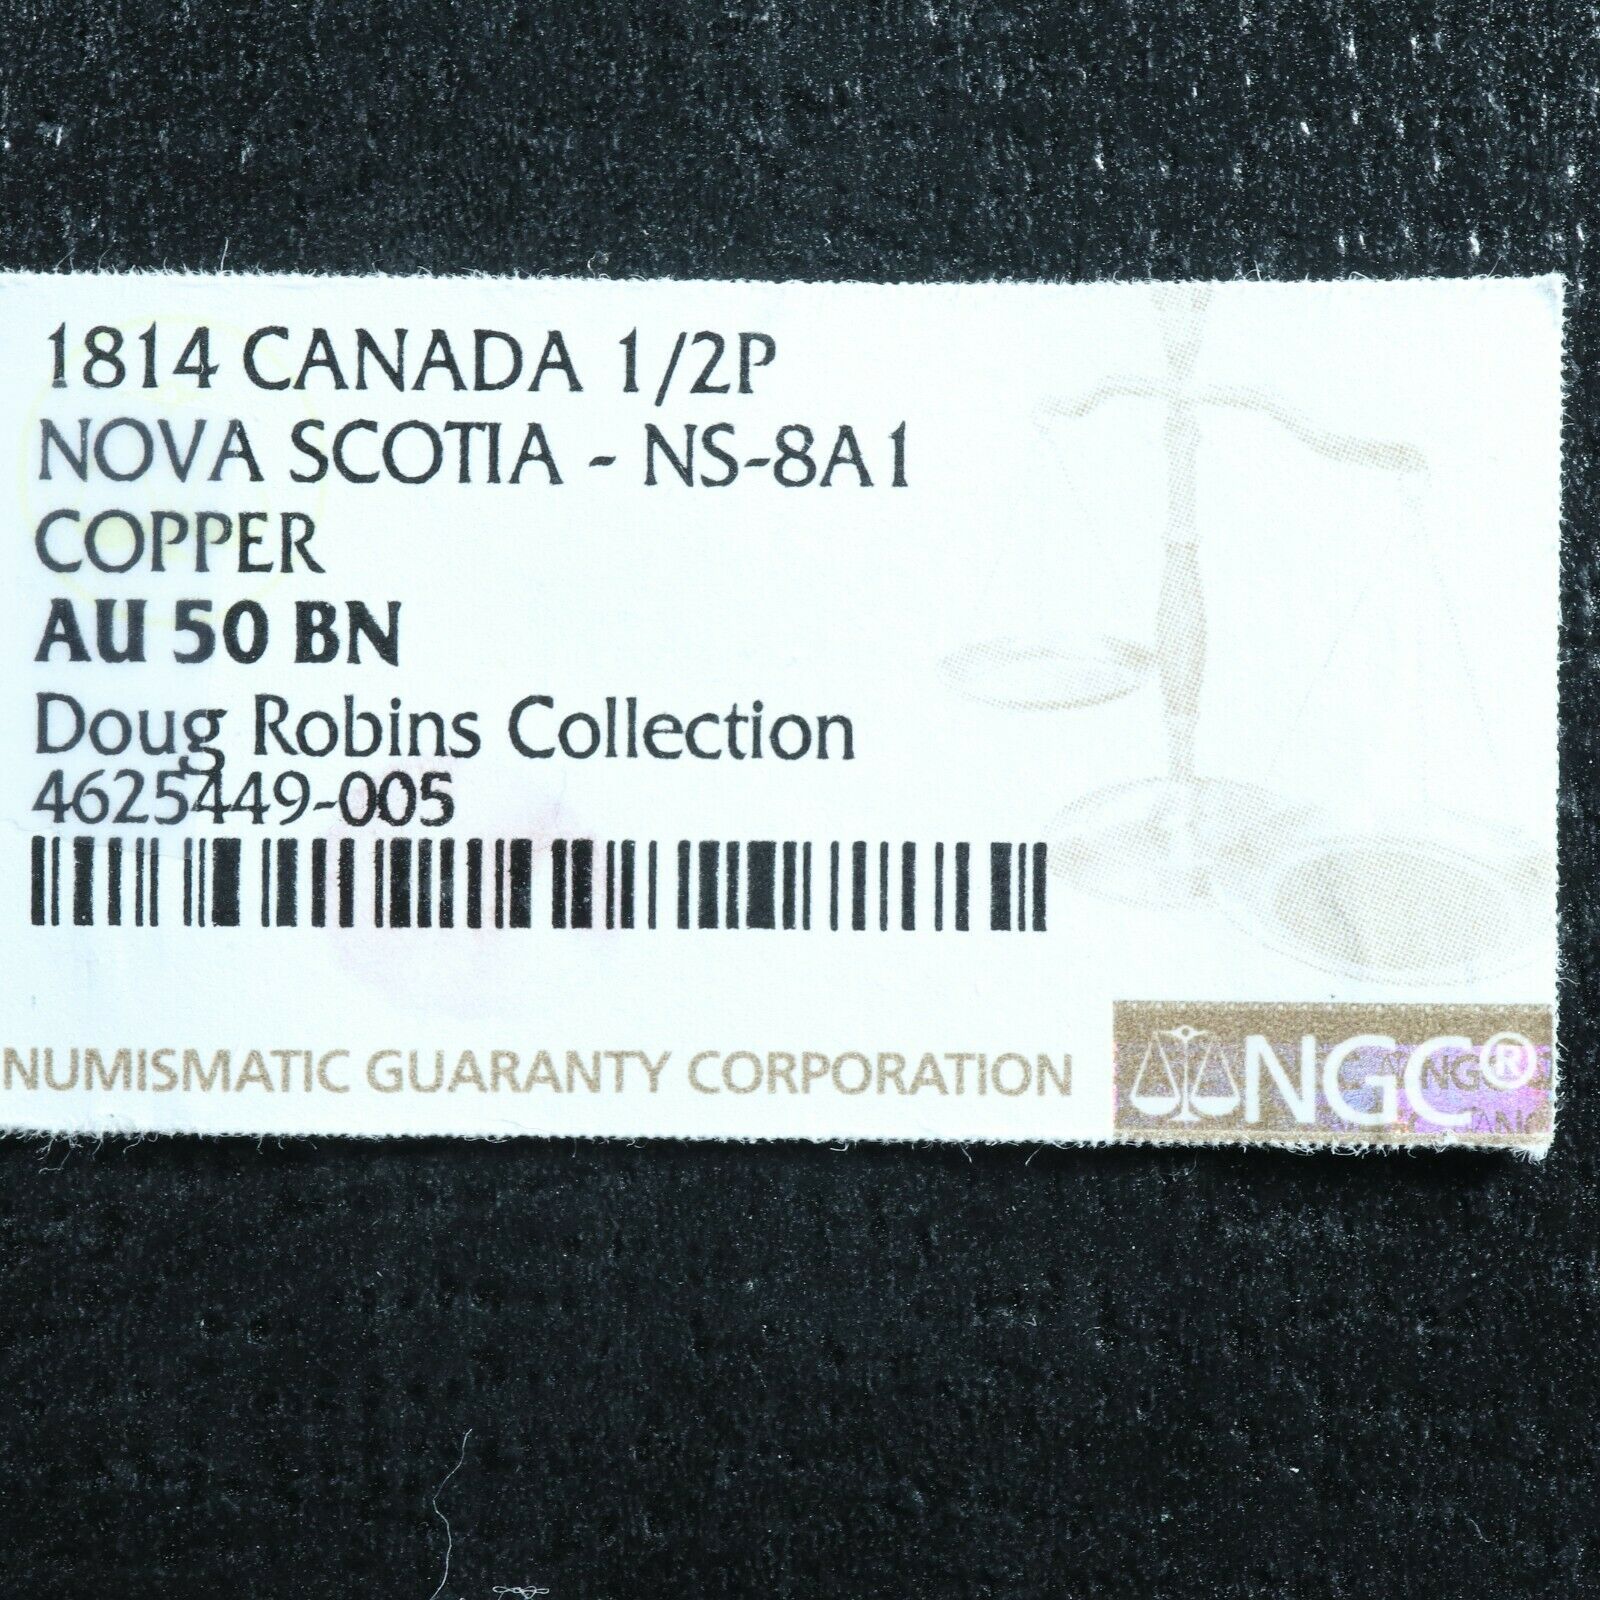 1814 CANADA 1/2P
NOVA SCOTIA - NS-8A1
COPPER
AU 50 BN
Doug Robins Collection
4625449-005
NUMISMATIC GUARANTY CORPORATION
NGC®